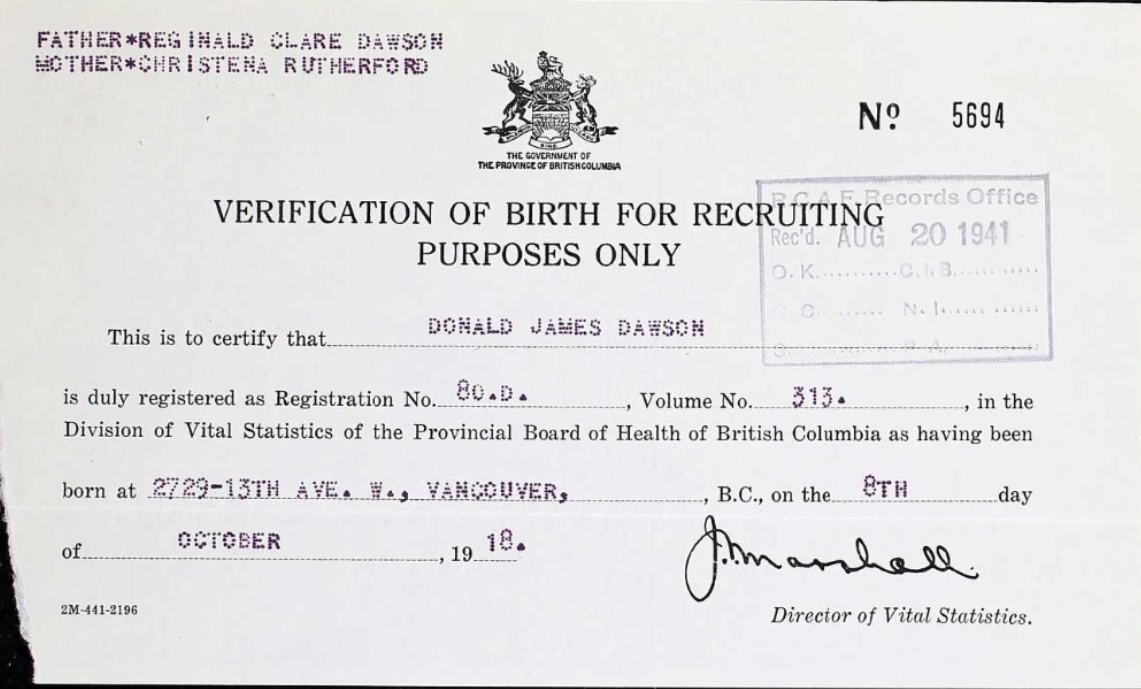 FATHER*REGINALD CLARE DAWSON
MOTHER*CHRISTENA RUTHERFORD
THE GOVERNMENT OF
THE PROVINCE OF BRITISH COLUMBIA
Nº 5694
VERIFICATION OF BIRTH FOR RECRUITING
PURPOSES ONLY
R.C.A.F. Records Office
Rec'd. AUG 20 1941
O. K. .......... C. I. B. ..........
C. .......... N. I. ..........
This is to certify that DONALD JAMES DAWSON
is duly registered as Registration No. 80.D. , Volume No. 313. , in the
Division of Vital Statistics of the Provincial Board of Health of British Columbia as having been
born at 2729-13TH AVE. W., VANCOUVER, , B.C., on the 8TH day
of OCTOBER , 19 18.
J. Marshall.
2M-441-2196
Director of Vital Statistics.